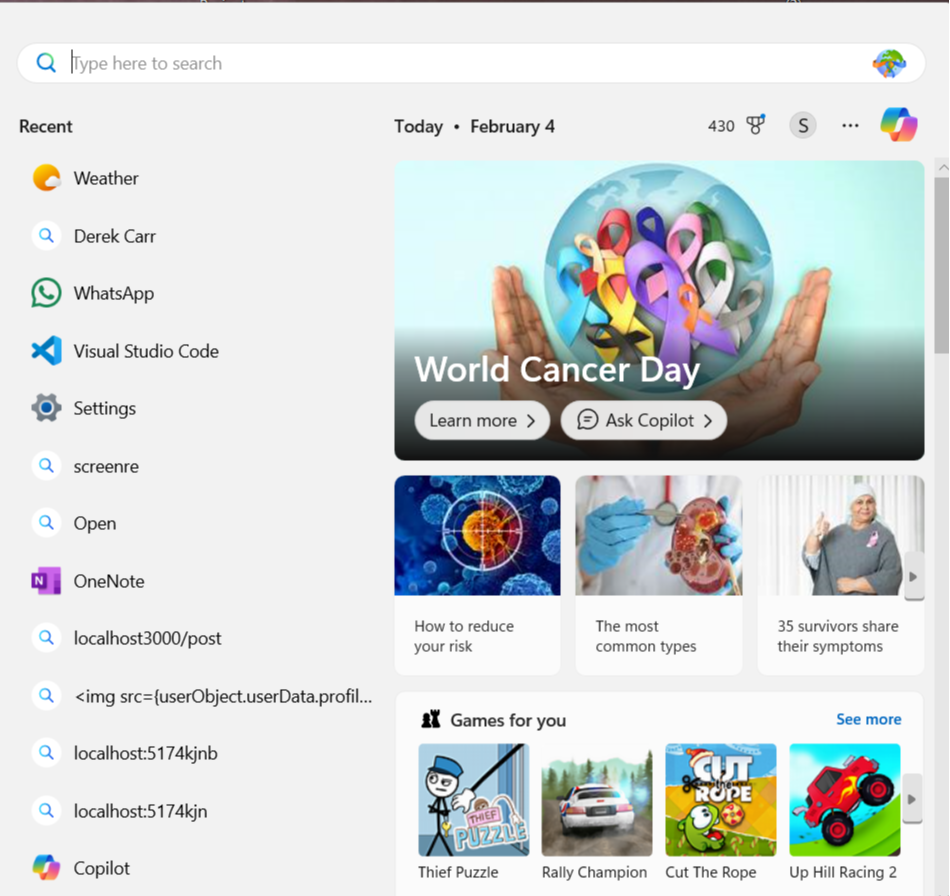 Type here to search
Recent
Weather
Derek Carr
WhatsApp
Visual Studio Code
Settings
screenre
Open
N
OneNote
localhost3000/post
<img src={userObject.userData.profil...
localhost:5174kjnb
localhost:5174kjn
Copilot
Today • February 4
430
S
World Cancer Day
Learn more
Ask Copilot
How to reduce
your risk
The most
common types
35 survivors share
their symptoms
Games for you
See more
THIEF
PUZZLE
CUT
THE
ROPE
Thief Puzzle
Rally Champion
Cut The Rope
Up Hill Racing 2